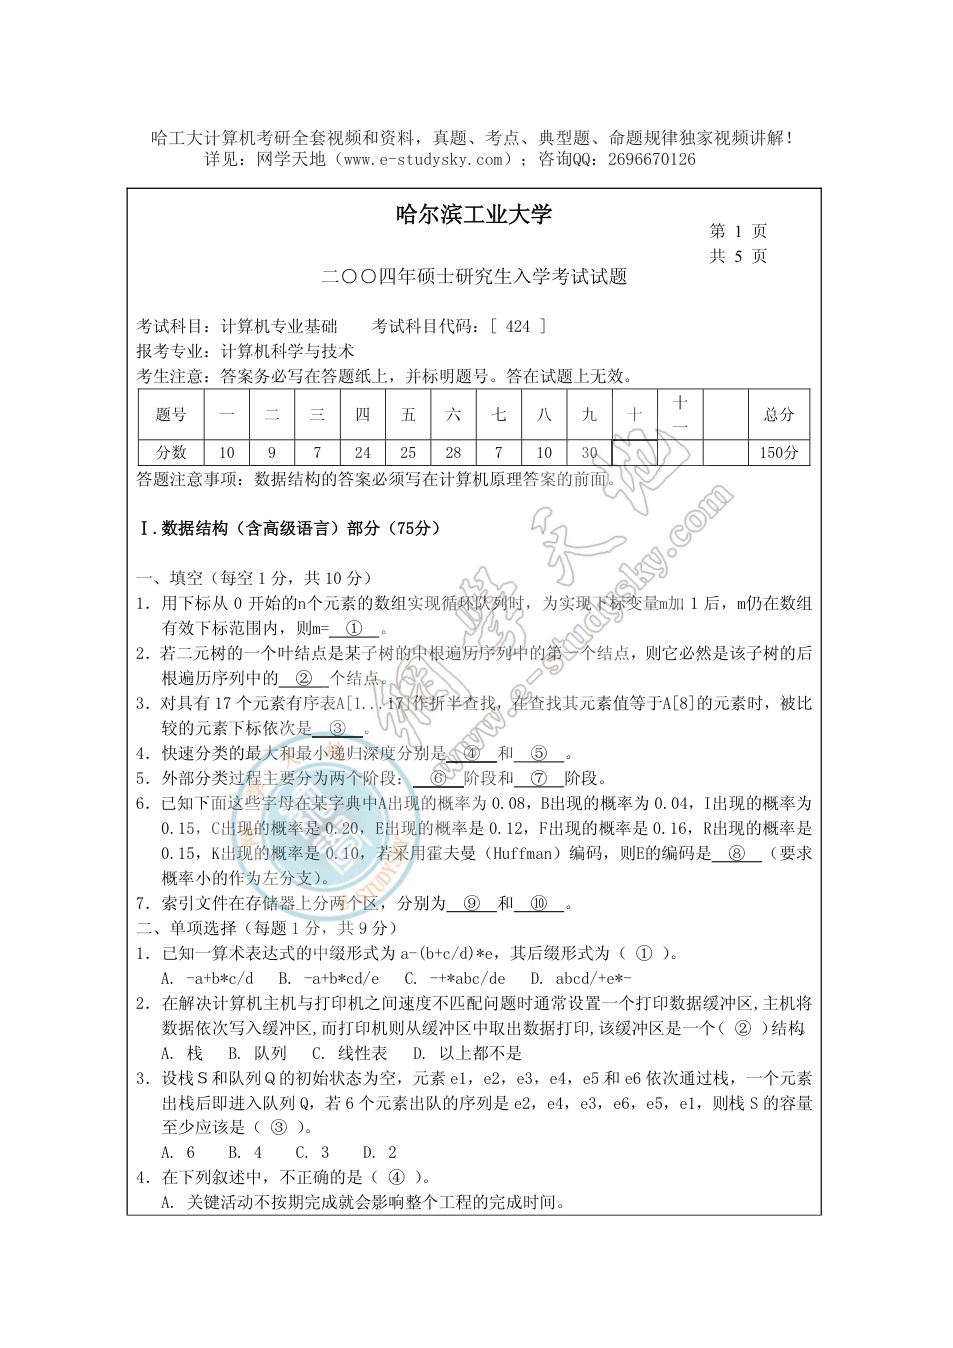 哈工大计算机考研全套视频和资料，真题、考点、典型题、命题规律独家视频讲解！
详见：网学天地（www.e-studysky.com）；咨询QQ：2696670126
哈尔滨工业大学
第 1 页
共 5 页
二〇〇四年硕士研究生入学考试试题
考试科目：计算机专业基础 考试科目代码：[ 424 ]
报考专业：计算机科学与技术
考生注意：答案务必写在答题纸上，并标明题号。答在试题上无效。
题号 一 二 三 四 五 六 七 八 九 十 十一 总分
分数 10 9 7 24 25 28 7 10 30 150分
答题注意事项：数据结构的答案必须写在计算机原理答案的前面。
Ⅰ.数据结构（含高级语言）部分（75分）
一、填空（每空 1 分，共 10 分）
1．用下标从 0 开始的n个元素的数组实现循环队列时，为实现下标变量m加 1 后，m仍在数组
有效下标范围内，则m= ① 。
2．若二元树的一个叶结点是某子树的中根遍历序列中的第一个结点，则它必然是该子树的后
根遍历序列中的 ② 个结点。
3．对具有 17 个元素有序表A[1...17]作折半查找，在查找其元素值等于A[8]的元素时，被比
较的元素下标依次是 ③ 。
4．快速分类的最大和最小递归深度分别是 ④ 和 ⑤ 。
5．外部分类过程主要分为两个阶段： ⑥ 阶段和 ⑦ 阶段。
6．已知下面这些字母在某字典中A出现的概率为 0.08，B出现的概率为 0.04，I出现的概率为
0.15，C出现的概率是 0.20，E出现的概率是 0.12，F出现的概率是 0.16，R出现的概率是
0.15，K出现的概率是 0.10，若采用霍夫曼（Huffman）编码，则E的编码是 ⑧ （要求
概率小的作为左分支）。
7．索引文件在存储器上分两个区，分别为 ⑨ 和 ⑩ 。
二、单项选择（每题 1 分，共 9 分）
1．已知一算术表达式的中缀形式为 a-(b+c/d)*e，其后缀形式为（ ① ）。
A. -a+b*c/d B. -a+b*cd/e C. -+*abc/de D. abcd/+e*-
2．在解决计算机主机与打印机之间速度不匹配问题时通常设置一个打印数据缓冲区,主机将
数据依次写入缓冲区,而打印机则从缓冲区中取出数据打印,该缓冲区是一个（ ② ）结构.
A. 栈 B. 队列 C. 线性表 D. 以上都不是
3．设栈Ｓ和队列Ｑ的初始状态为空，元素 e1，e2，e3，e4，e5 和 e6 依次通过栈，一个元素
出栈后即进入队列 Q，若 6 个元素出队的序列是 e2，e4，e3，e6，e5，e1，则栈 S 的容量
至少应该是（ ③ ）。
A. 6 B. 4 C. 3 D. 2
4．在下列叙述中，不正确的是（ ④ ）。
A. 关键活动不按期完成就会影响整个工程的完成时间。
網學天地
www.e-studysky.com